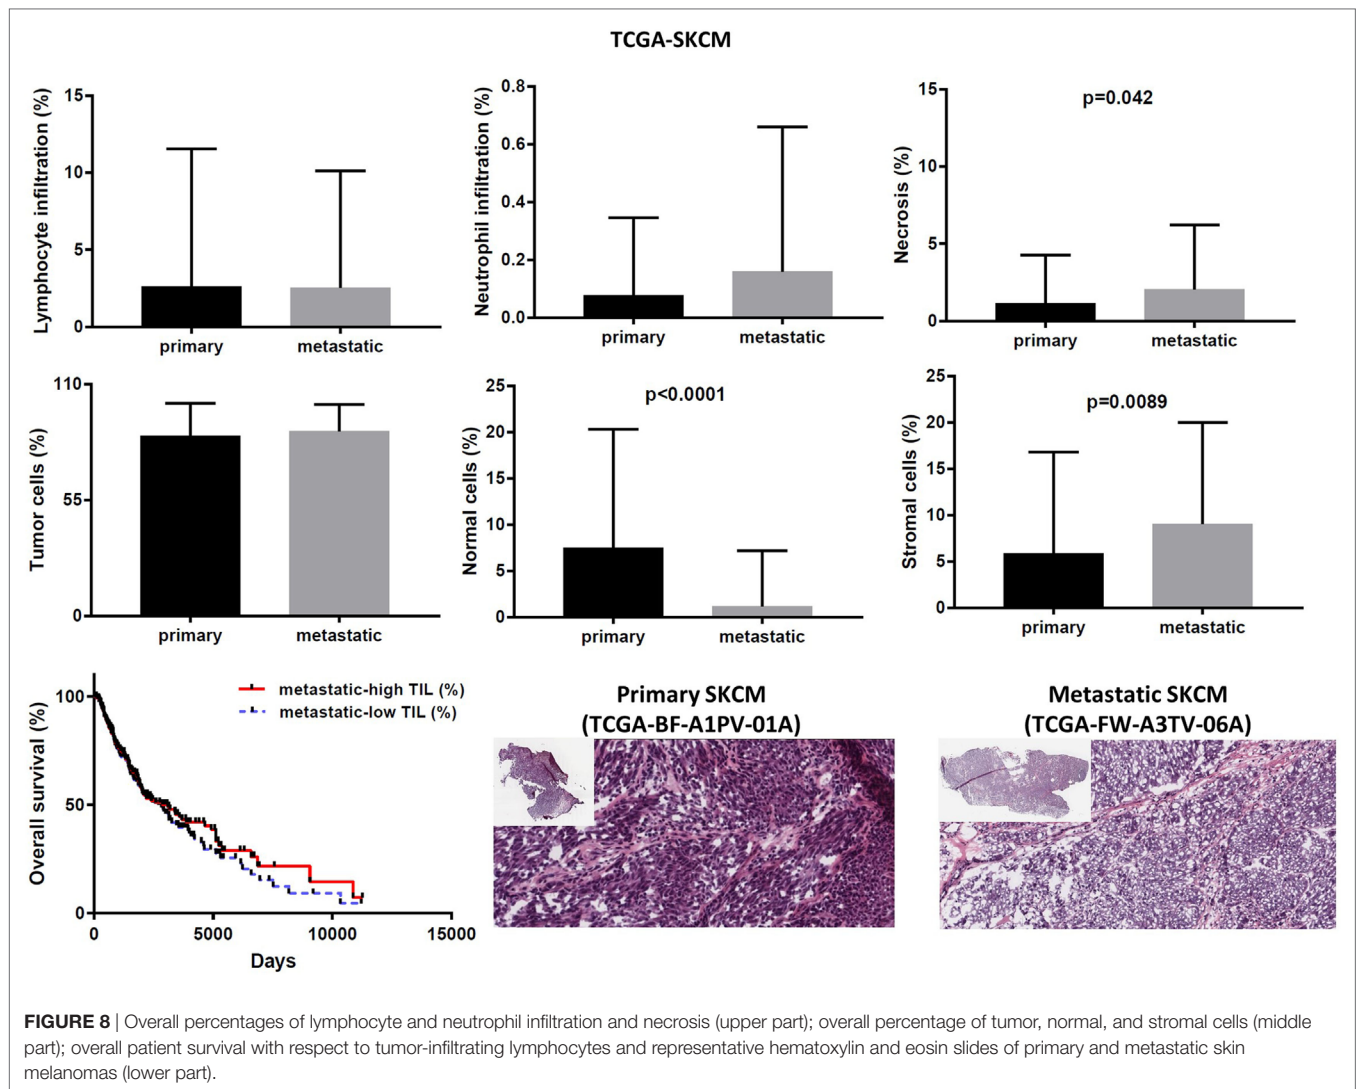 TCGA-SKCM
Lymphocyte infiltration (%)
15
10
5
0
primary
metastatic
Neutrophil infiltration (%)
0.8
0.6
0.4
0.2
0.0
primary
metastatic
Necrosis (%)
15
10
5
0
p=0.042
primary
metastatic
Tumor cells (%)
110
55
0
primary
metastatic
Normal cells (%)
25
20
15
10
5
0
p<0.0001
primary
metastatic
Stromal cells (%)
25
20
15
10
5
0
p=0.0089
primary
metastatic
Overall survival (%)
100
50
0
metastatic-high TIL (%)
metastatic-low TIL (%)
0
5000
10000
15000
Days
Primary SKCM
(TCGA-BF-A1PV-01A)
Metastatic SKCM
(TCGA-FW-A3TV-06A)
FIGURE 8 | Overall percentages of lymphocyte and neutrophil infiltration and necrosis (upper part); overall percentage of tumor, normal, and stromal cells (middle
part); overall patient survival with respect to tumor-infiltrating lymphocytes and representative hematoxylin and eosin slides of primary and metastatic skin
melanomas (lower part).